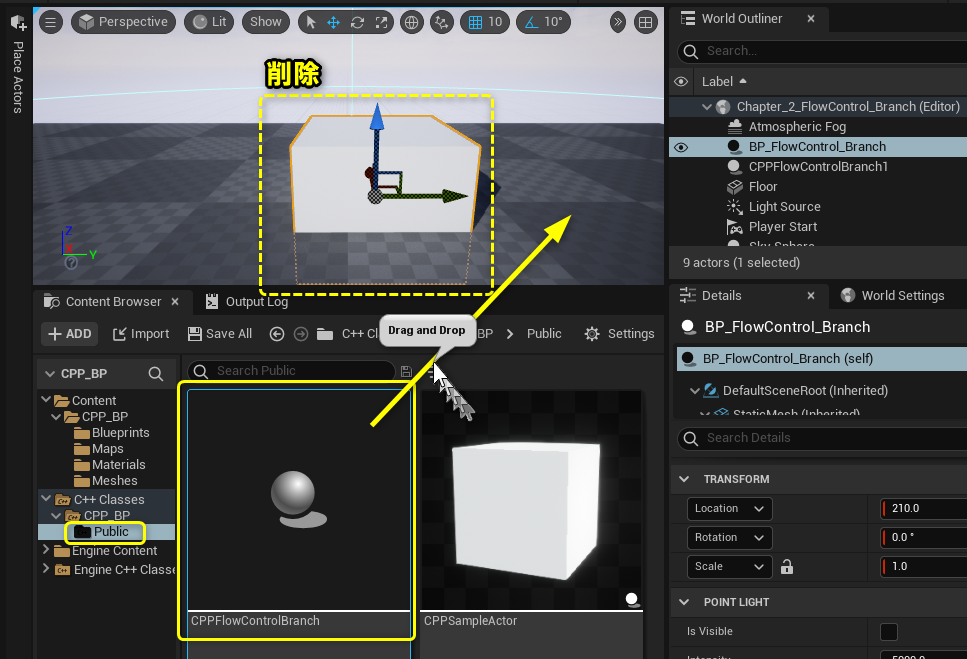 Place Actors
Perspective
Lit
Show
10
10°
削除
Z
Y
?
World Outliner
Search...
Label
Chapter_2_FlowControl_Branch (Editor)
Atmospheric Fog
BP_FlowControl_Branch
CPPFlowControlBranch1
Floor
Light Source
Player Start
Sky Sphere
9 actors (1 selected)
Content Browser
Output Log
ADD
Import
Save All
C++ Cl
BP
Public
Settings
Drag and Drop
CPP_BP
Content
CPP_BP
Blueprints
Maps
Materials
Meshes
C++ Classes
CPP_BP
Public
Engine Content
Engine C++ Classe
Search Public
CPPFlowControlBranch
CPPSampleActor
Details
World Settings
BP_FlowControl_Branch
BP_FlowControl_Branch (self)
DefaultSceneRoot (Inherited)
StaticMesh (Inherited)
Search Details
TRANSFORM
Location
210.0
Rotation
0.0 °
Scale
1.0
POINT LIGHT
Is Visible
Intensity
5000.0